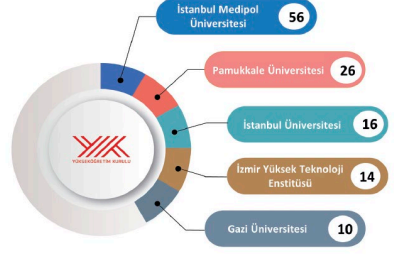 İstanbul Medipol
Üniversitesi
56
Pamukkale Üniversitesi
26
İstanbul Üniversitesi
16
İzmir Yüksek Teknoloji
Enstitüsü
14
Gazi Üniversitesi
10
YÜKSEKÖĞRETİM KURULU